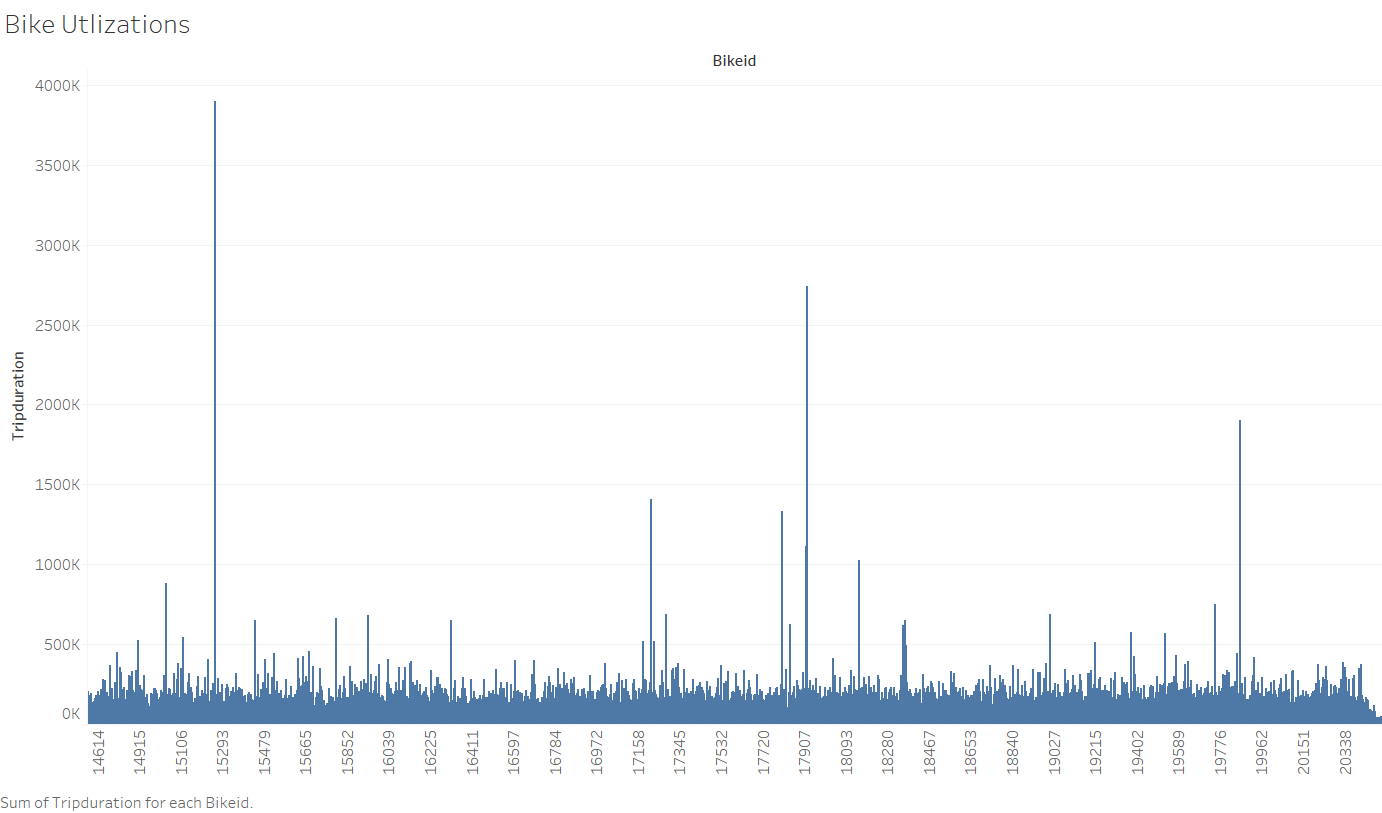 Bike Utlizations
Bikeid
4000K
3500K
3000K
2500K
2000K
1500K
1000K
500K
0K
Tripduration
14614 14915 15106 15293 15479 15665 15852 16039 16225 16411 16597 16784 16972 17158 17345 17532 17720 17907 18093 18280 18467 18653 18840 19027 19215 19402 19589 19776 19962 20151 20338
Sum of Tripduration for each Bikeid.